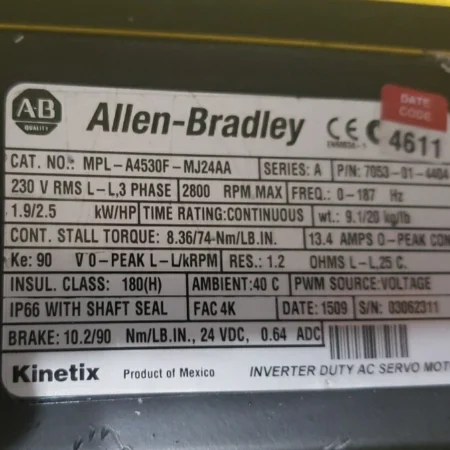 A-B
QUALITY
Allen-Bradley
CE
DATE
CODE
4611
CAT. NO.: MPL-A4530F-MJ24AA SERIES: A P/N: 7053-01-4404
230 V RMS L-L,3 PHASE 2800 RPM MAX FREQ.: 0-187 Hz
1.9/2.5 kW/HP TIME RATING:CONTINUOUS wt.: 9.1/20 kg/lb
CONT. STALL TORQUE: 8.36/74-Nm/LB.IN. 13.4 AMPS 0-PEAK CON
Ke: 90 V 0-PEAK L-L/kRPM RES.: 1.2 OHMS L-L,25 C.
INSUL. CLASS: 180(H) AMBIENT:40 C PWM SOURCE:VOLTAGE
IP66 WITH SHAFT SEAL FAC 4K DATE: 1509 S/N: 03062311
BRAKE: 10.2/90 Nm/LB.IN., 24 VDC, 0.64 ADC
Kinetix Product of Mexico INVERTER DUTY AC SERVO MOT